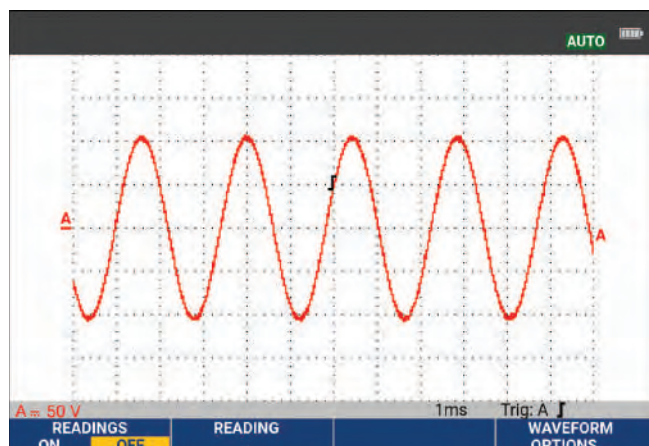 AUTO
A
A
A = 50 V 1ms Trig: A
READINGS READING WAVEFORM
ON OFF OPTIONS